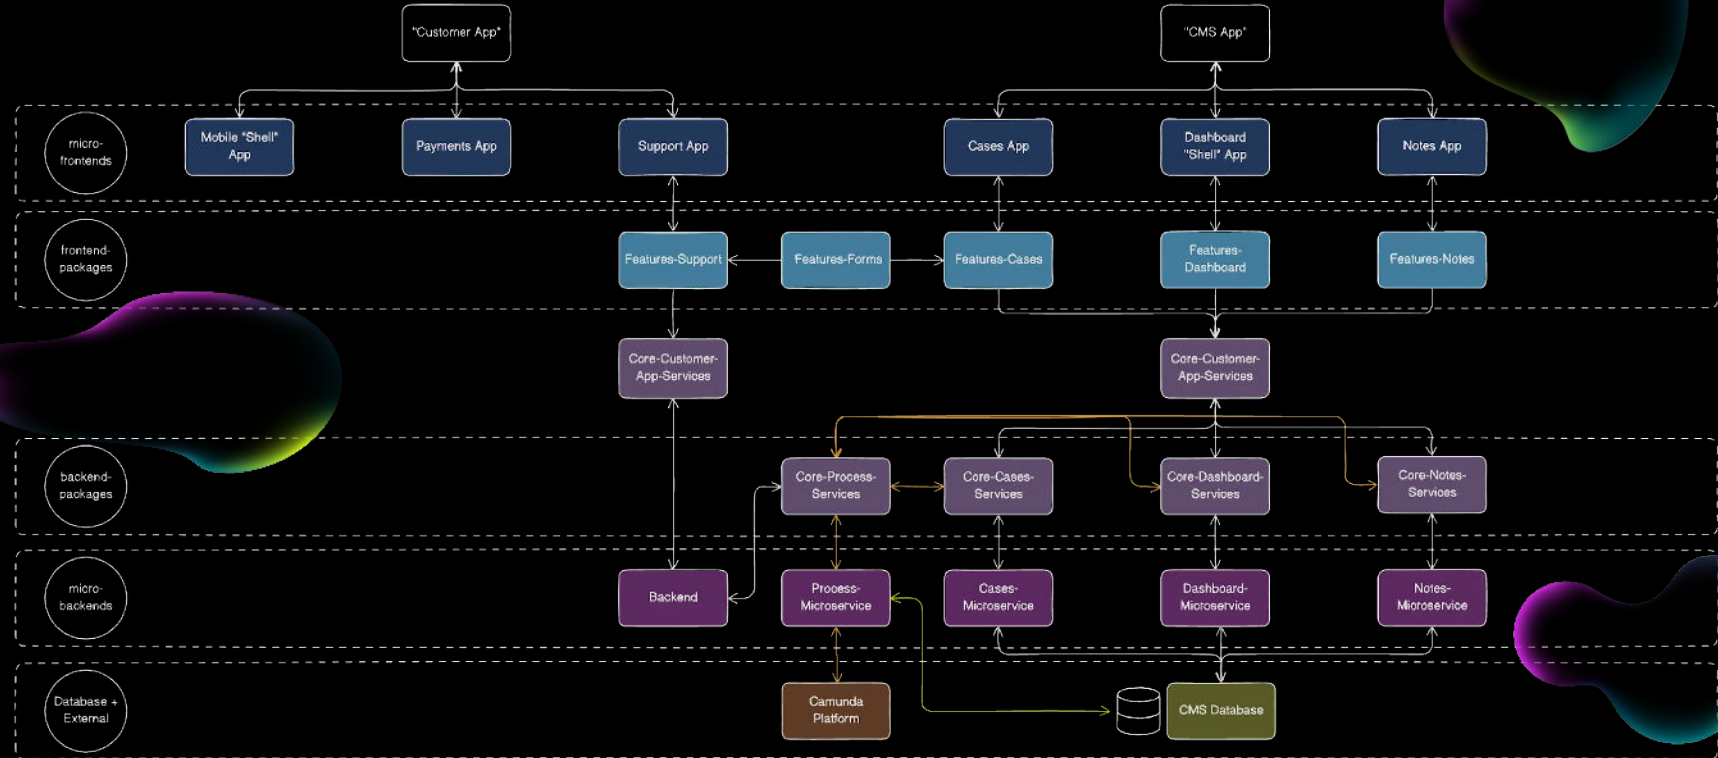 "Customer App"
"CMS App"
micro-
frontends
Mobile "Shell"
App
Payments App
Support App
Cases App
Dashboard
"Shell" App
Notes App
frontend-
packages
Features-Support
Features-Forms
Features-Cases
Features-
Dashboard
Features-Notes
Core-Customer-
App-Services
Core-Customer-
App-Services
backend-
packages
Core-Process-
Services
Core-Cases-
Services
Core-Dashboard-
Services
Core-Notes-
Services
micro-
backends
Backend
Process-
Microservice
Cases-
Microservice
Dashboard-
Microservice
Notes-
Microservice
Database +
External
Camunda
Platform
CMS Database